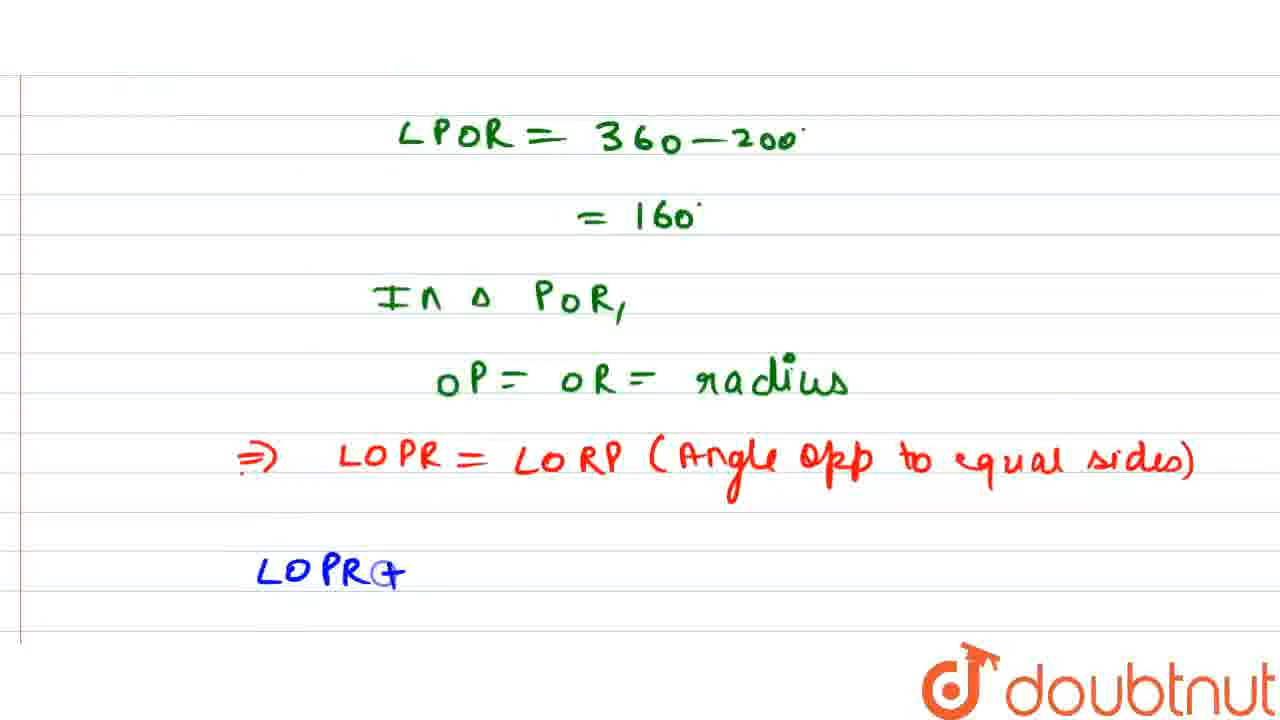 ∠POR = 360 - 200°
= 160°
In Δ POR,
OP = OR = radius
⇒ ∠OPR = ∠ORP (Angle opp to equal sides)
∠OPR +
doubtnut